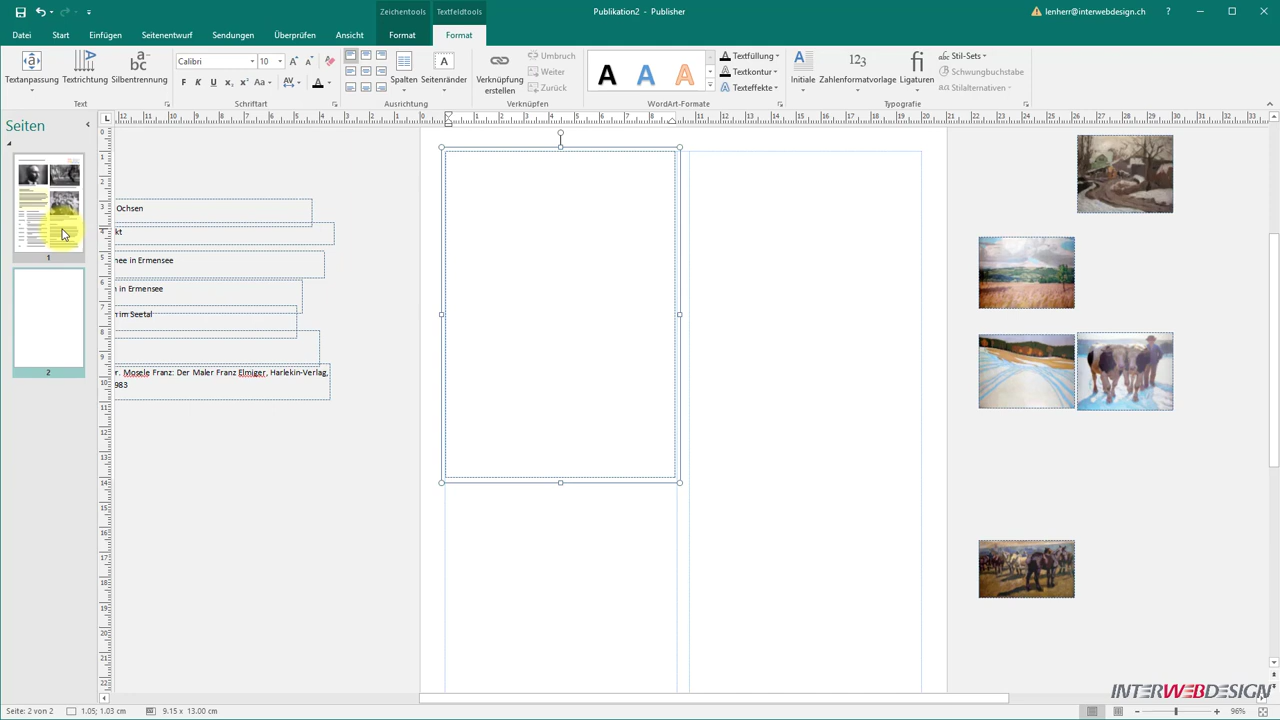 Zeichentools Textfeldtools
Publikation2 - Publisher
lenherr@interwebdesign.ch ?
Datei Start Einfügen Seitenentwurf Sendungen Überprüfen Ansicht Format Format
Textanpassung Textrichtung Silbentrennung
Calibri 10
F K U Aa AV A
Spalten Seitenränder
Verknüpfung erstellen
Umbruch
Weiter
Zurück
A A A
Textfüllung
Textkontur
Texteffekte
Initiale Zahlenformatvorlage Ligaturen
Stil-Sets
Schwungbuchstabe
Stilalternativen
Text Schriftart Ausrichtung Verknüpfen WordArt-Formate Typografie
Seiten
1
2
Ochsen
kt
nee in Ermensee
n in Ermensee
m im Seetal
r. Mosele Franz: Der Maler Franz Elmiger, Harlekin-Verlag,
983
INTERWEBDESIGN
Seite: 2 von 2 1.05; 1.03 cm 9.15 x 13.00 cm 96%